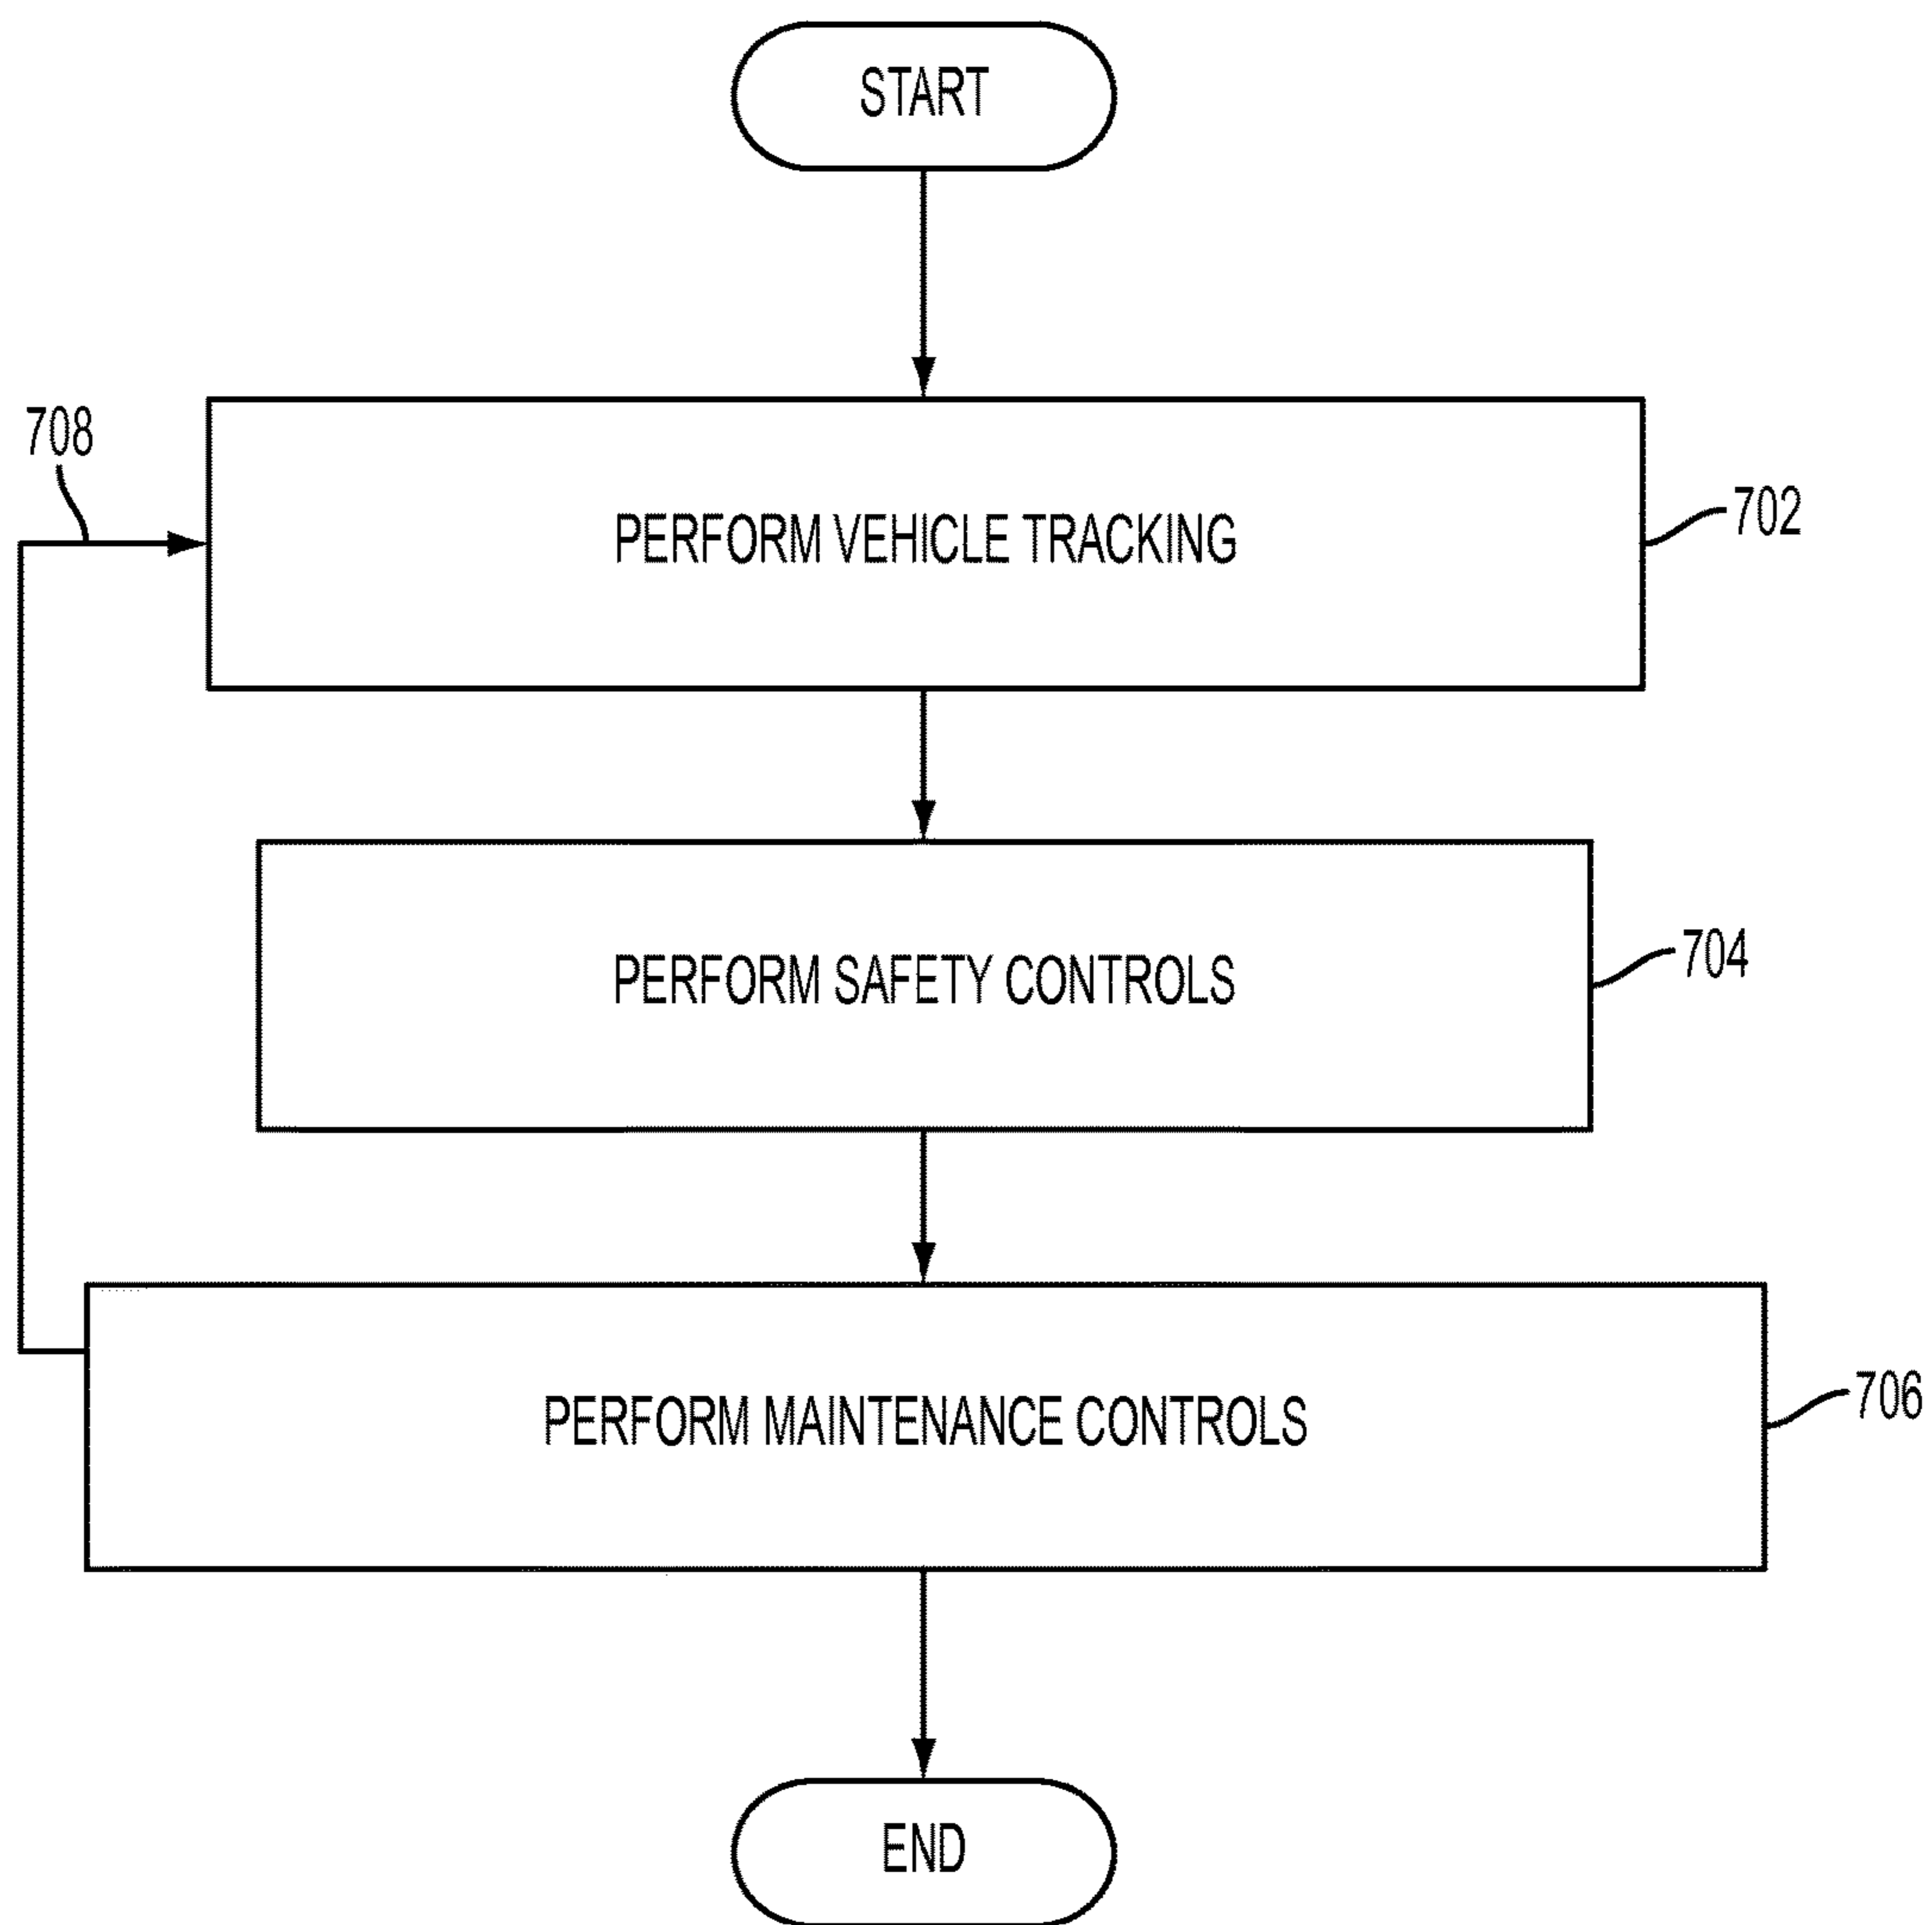 START
708
PERFORM VEHICLE TRACKING
702
PERFORM SAFETY CONTROLS
704
PERFORM MAINTENANCE CONTROLS
706
END